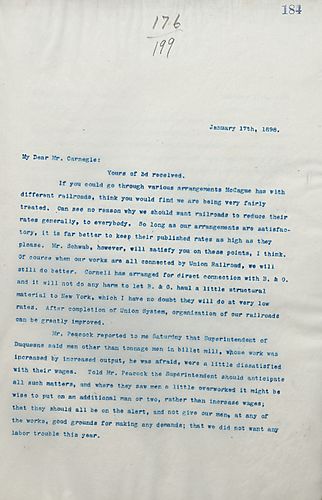 184
176
199
January 17th, 1898.
My Dear Mr. Carnegie:
Yours of 3d received.
If you could go through various arrangements McCague has with
different railroads, think you would find we are being very fairly
treated. Can see no reason why we should want railroads to reduce their
rates generally, to everybody. So long as our arrangements are satisfac-
tory, it is far better to keep their published rates as high as they
please. Mr. Schwab, however, will satisfy you on these points, I think.
Of course when our works are all connected by Union Railroad, we will
still do better. Cornell has arranged for direct connection with B. & O.
and it will not do any harm to let B. & O. haul a little structural
material to New York, which I have no doubt they will do at very low
rates. After completion of Union System, organization of our railroads
can be greatly improved.
Mr. Peacock reported to me Saturday that Superintendent of
Duquesne said men other than tonnage men in billet mill, whose work was
increased by increased output, he was afraid, were a little dissatisfied
with their wages. Told Mr. Peacock the Superintendent should anticipate
all such matters, and where they saw men a little overworked it might be
wise to put on an additional man or two, rather than increase wages;
that they should all be on the alert, and not give our men, at any of
the works, good grounds for making any demands; that we did not want any
labor trouble this year.